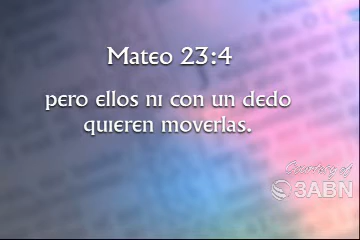 Mateo 23:4
pero ellos ni con un dedo
quieren moverlas.
Courtesy of
3ABN